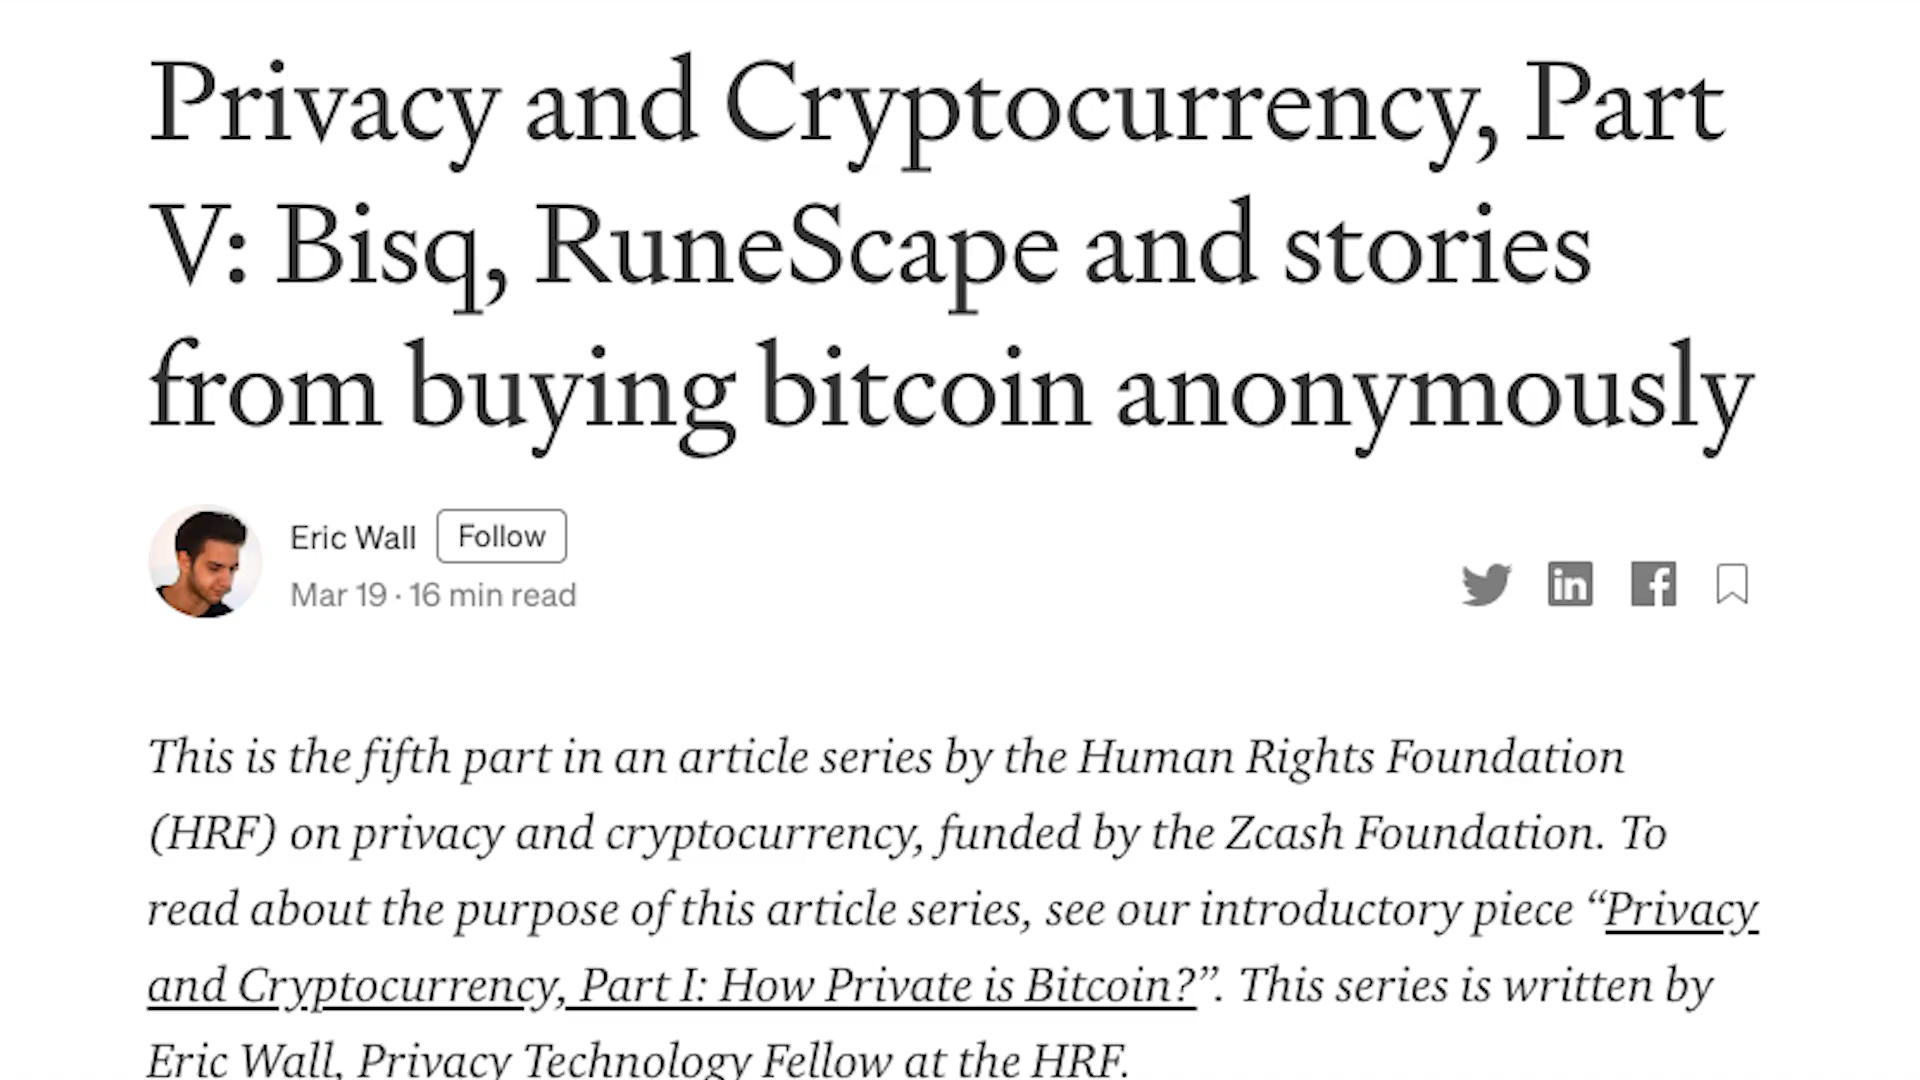 Privacy and Cryptocurrency, Part
V: Bisq, RuneScape and stories
from buying bitcoin anonymously
Eric Wall Follow
Mar 19 · 16 min read
This is the fifth part in an article series by the Human Rights Foundation
(HRF) on privacy and cryptocurrency, funded by the Zcash Foundation. To
read about the purpose of this article series, see our introductory piece “Privacy
and Cryptocurrency, Part I: How Private is Bitcoin?”. This series is written by
Eric Wall, Privacy Technology Fellow at the HRF.